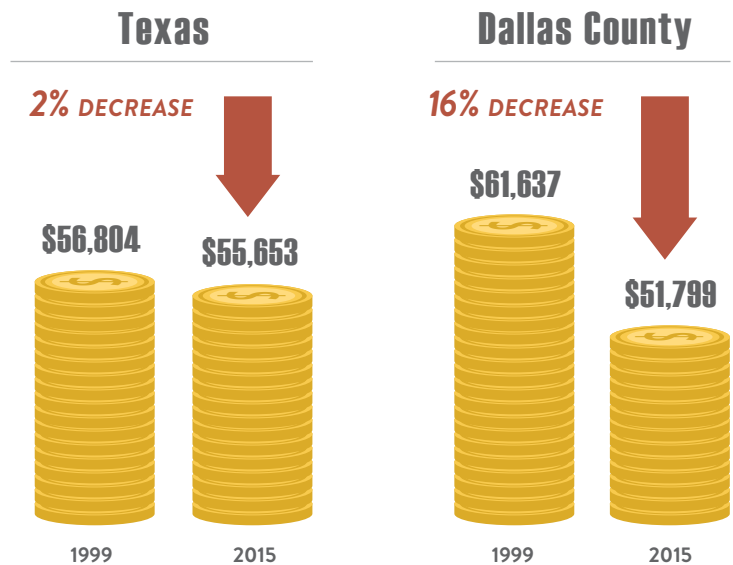 Texas
2% DECREASE
$56,804
$55,653
1999
2015
Dallas County
16% DECREASE
$61,637
$51,799
1999
2015